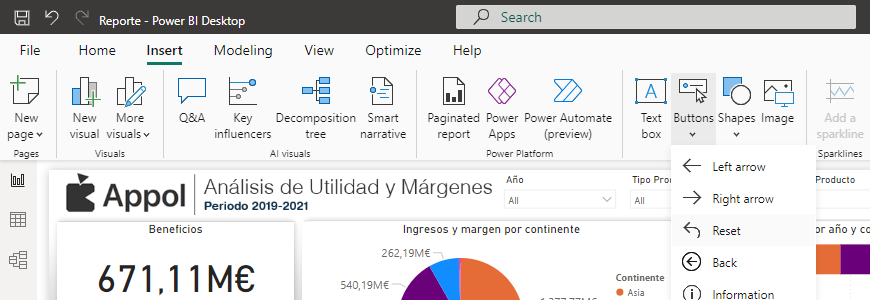 Reporte - Power BI Desktop
Search
File Home Insert Modeling View Optimize Help
New page
New visual
More visuals
Q&A
Key influencers
Decomposition tree
Smart narrative
Paginated report
Power Apps
Power Automate (preview)
Text box
Buttons
Shapes
Image
Add a sparkline
Pages
Visuals
AI visuals
Power Platform
Sparklines
Left arrow
Right arrow
Reset
Back
Information
Appol
Análisis de Utilidad y Márgenes
Periodo 2019-2021
Año
All
Tipo Pro
All
Producto
Beneficios
671,11M€
Ingresos y margen por continente
262,19M€
540,19M€
Continente
Asia
or año y co